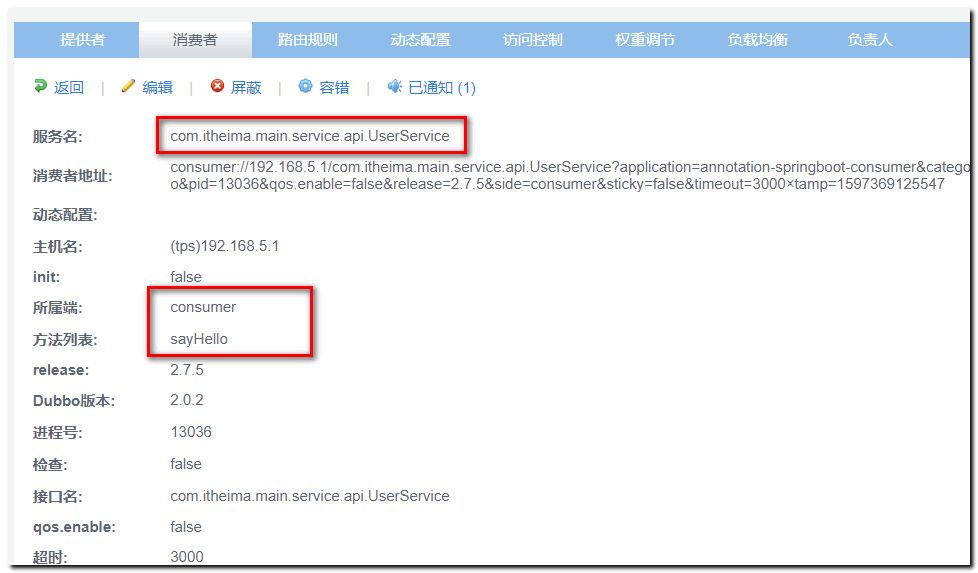 提供者 消费者 路由规则 动态配置 访问控制 权重调节 负载均衡 负责人
返回 | 编辑 | 屏蔽 | 容错 | 已通知 (1)
服务名: com.itheima.main.service.api.UserService
消费者地址: consumer://192.168.5.1/com.itheima.main.service.api.UserService?application=annotation-springboot-consumer&catego
o&pid=13036&qos.enable=false&release=2.7.5&side=consumer&sticky=false&timeout=3000×tamp=1597369125547
动态配置:
主机名: (tps)192.168.5.1
init: false
所属端: consumer
方法列表: sayHello
release: 2.7.5
Dubbo版本: 2.0.2
进程号: 13036
检查: false
接口名: com.itheima.main.service.api.UserService
qos.enable: false
超时: 3000